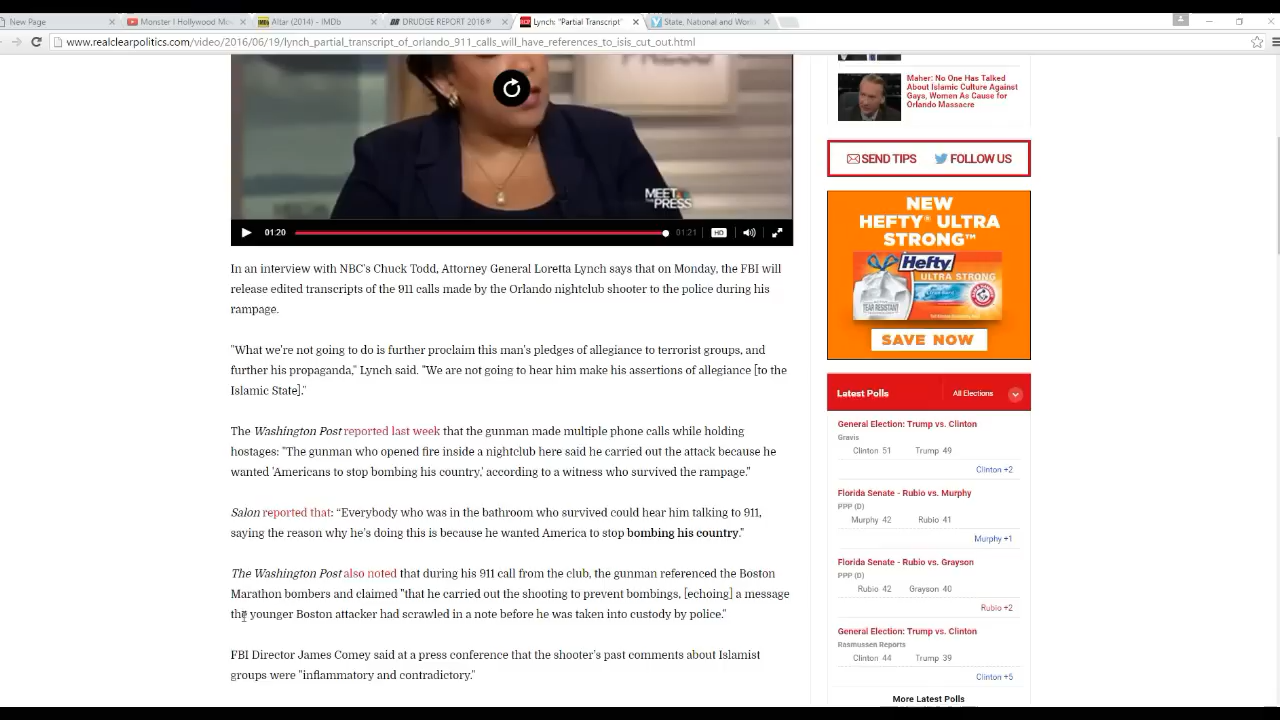 New Page
Monster | Hollywood Mov
Altar (2014) - IMDb
DRUDGE REPORT 2016®
Lynch: "Partial Transcript"
State, National and World
www.realclearpolitics.com/video/2016/06/19/lynch_partial_transcript_of_orlando_911_calls_will_have_references_to_isis_cut_out.html
MEET THE PRESS
01:20
01:21
HD
In an interview with NBC's Chuck Todd, Attorney General Loretta Lynch says that on Monday, the FBI will
release edited transcripts of the 911 calls made by the Orlando nightclub shooter to the police during his
rampage.
"What we're not going to do is further proclaim this man's pledges of allegiance to terrorist groups, and
further his propaganda," Lynch said. "We are not going to hear him make his assertions of allegiance [to the
Islamic State]."
The Washington Post reported last week that the gunman made multiple phone calls while holding
hostages: "The gunman who opened fire inside a nightclub here said he carried out the attack because he
wanted 'Americans to stop bombing his country,' according to a witness who survived the rampage."
Salon reported that: “Everybody who was in the bathroom who survived could hear him talking to 911,
saying the reason why he's doing this is because he wanted America to stop bombing his country."
The Washington Post also noted that during his 911 call from the club, the gunman referenced the Boston
Marathon bombers and claimed "that he carried out the shooting to prevent bombings, [echoing] a message
the younger Boston attacker had scrawled in a note before he was taken into custody by police."
FBI Director James Comey said at a press conference that the shooter's past comments about Islamist
groups were "inflammatory and contradictory."
Maher: No One Has Talked
About Islamic Culture Against
Gays, Women As Cause for
Orlando Massacre
SEND TIPS
FOLLOW US
NEW
HEFTY® ULTRA
STRONG™
Hefty
ULTRA STRONG
ARM & HAMMER
SAVE NOW
Latest Polls
All Elections
General Election: Trump vs. Clinton
Gravis
Clinton 51 Trump 49
Clinton +2
Florida Senate - Rubio vs. Murphy
PPP (D)
Murphy 42 Rubio 41
Murphy +1
Florida Senate - Rubio vs. Grayson
PPP (D)
Rubio 42 Grayson 40
Rubio +2
General Election: Trump vs. Clinton
Rasmussen Reports
Clinton 44 Trump 39
Clinton +5
More Latest Polls